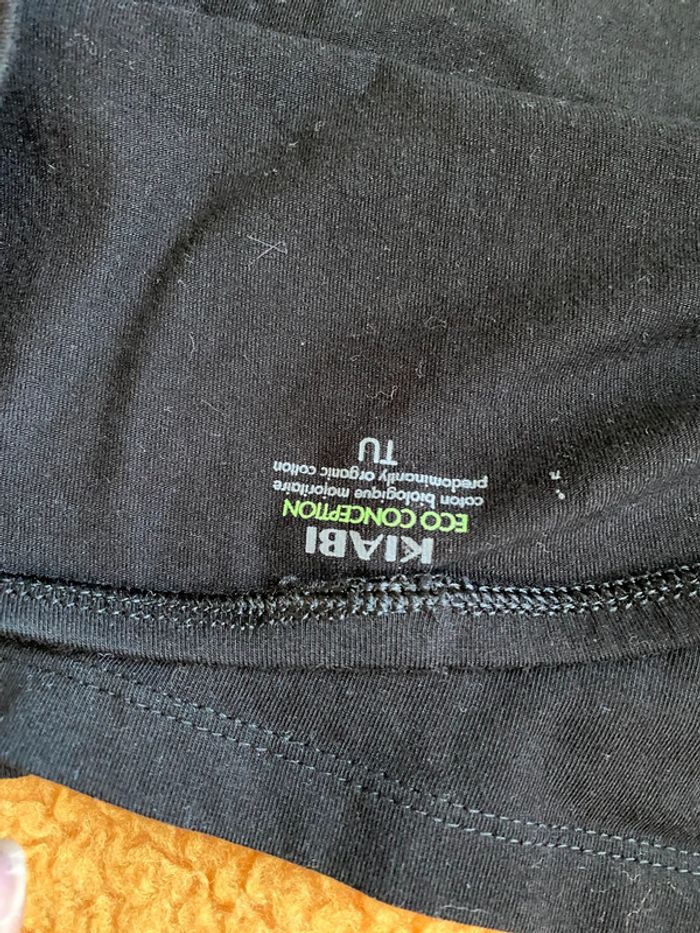 KIABI
ECO CONCEPTION
coton biologique majoritaire
predominantly organic cotton
TU